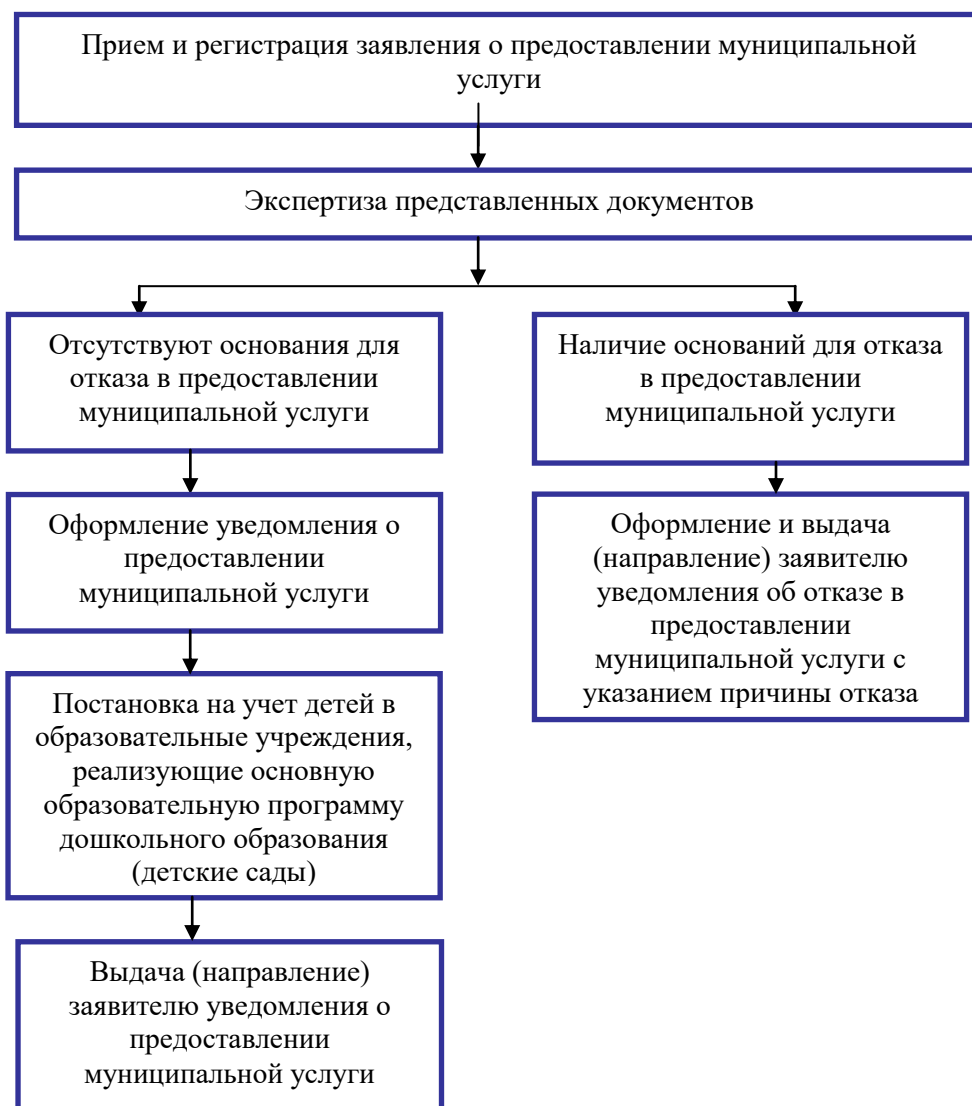 Прием и регистрация заявления о предоставлении муниципальной
услуги
Экспертиза представленных документов
Отсутствуют основания для
отказа в предоставлении
муниципальной услуги
Оформление уведомления о
предоставлении
муниципальной услуги
Постановка на учет детей в
образовательные учреждения,
реализующие основную
образовательную программу
дошкольного образования
(детские сады)
Выдача (направление)
заявителю уведомления о
предоставлении
муниципальной услуги
Наличие оснований для отказа
в предоставлении
муниципальной услуги
Оформление и выдача
(направление) заявителю
уведомления об отказе в
предоставлении
муниципальной услуги с
указанием причины отказа